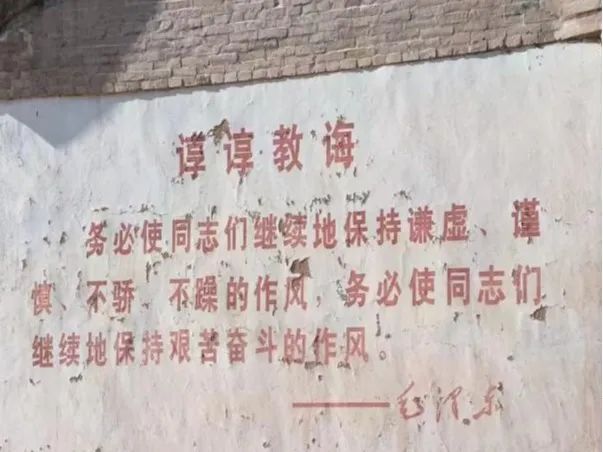 谆谆教诲
务必使同志们继续地保持谦虚、谨
慎、不骄 不躁的作风,务必使同志们
继续地保持艰苦奋斗的作风。
——毛泽东